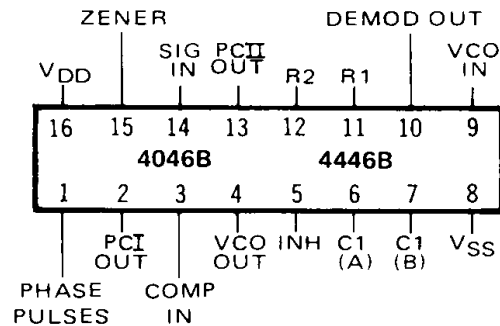 ZENER DEMOD OUT
SIG PCII VCO
VDD IN OUT R2 R1 IN
16 15 14 13 12 11 10 9
4046B 4446B
1 2 3 4 5 6 7 8
PCI VCO INH C1 C1 VSS
OUT OUT (A) (B)
PHASE COMP
PULSES IN